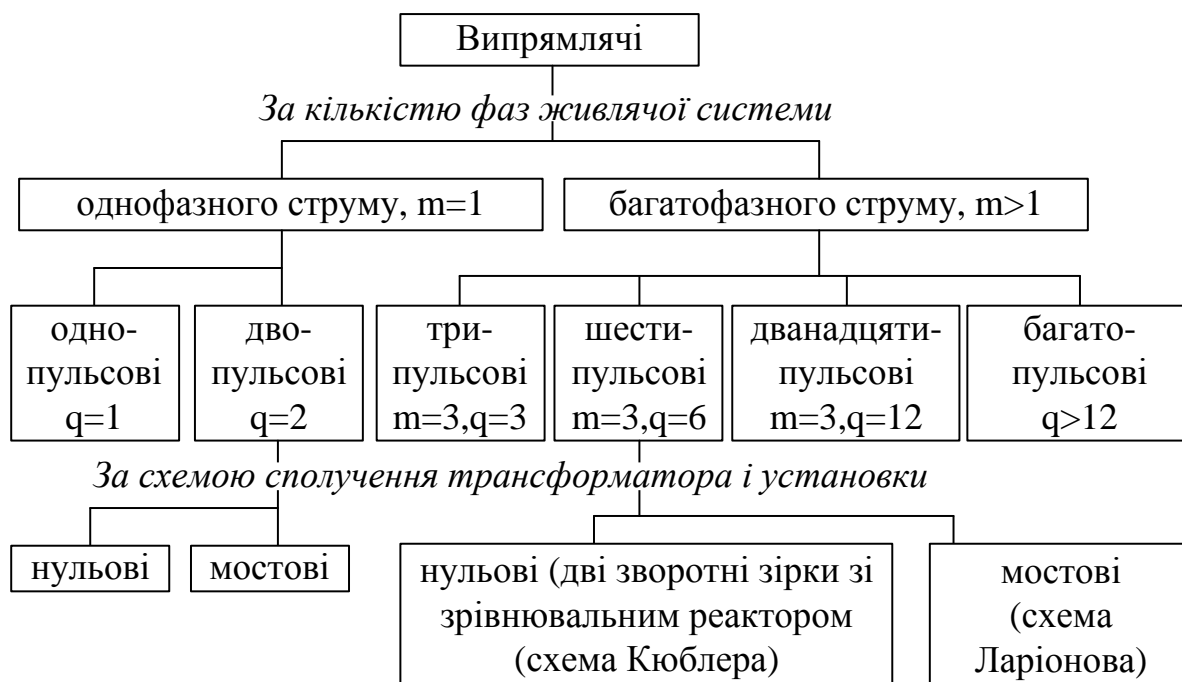 Випрямлячі
За кількістю фаз живлячої системи
однофазного струму, m=1
багатофазного струму, m>1
одно-
пульсові
q=1
дво-
пульсові
q=2
три-
пульсові
m=3,q=3
шести-
пульсові
m=3,q=6
дванадцяти-
пульсові
m=3,q=12
багато-
пульсові
q>12
За схемою сполучення трансформатора і установки
нульові
мостові
нульові (дві зворотні зірки зі
зрівнювальним реактором
(схема Кюблера)
мостові
(схема
Ларіонова)